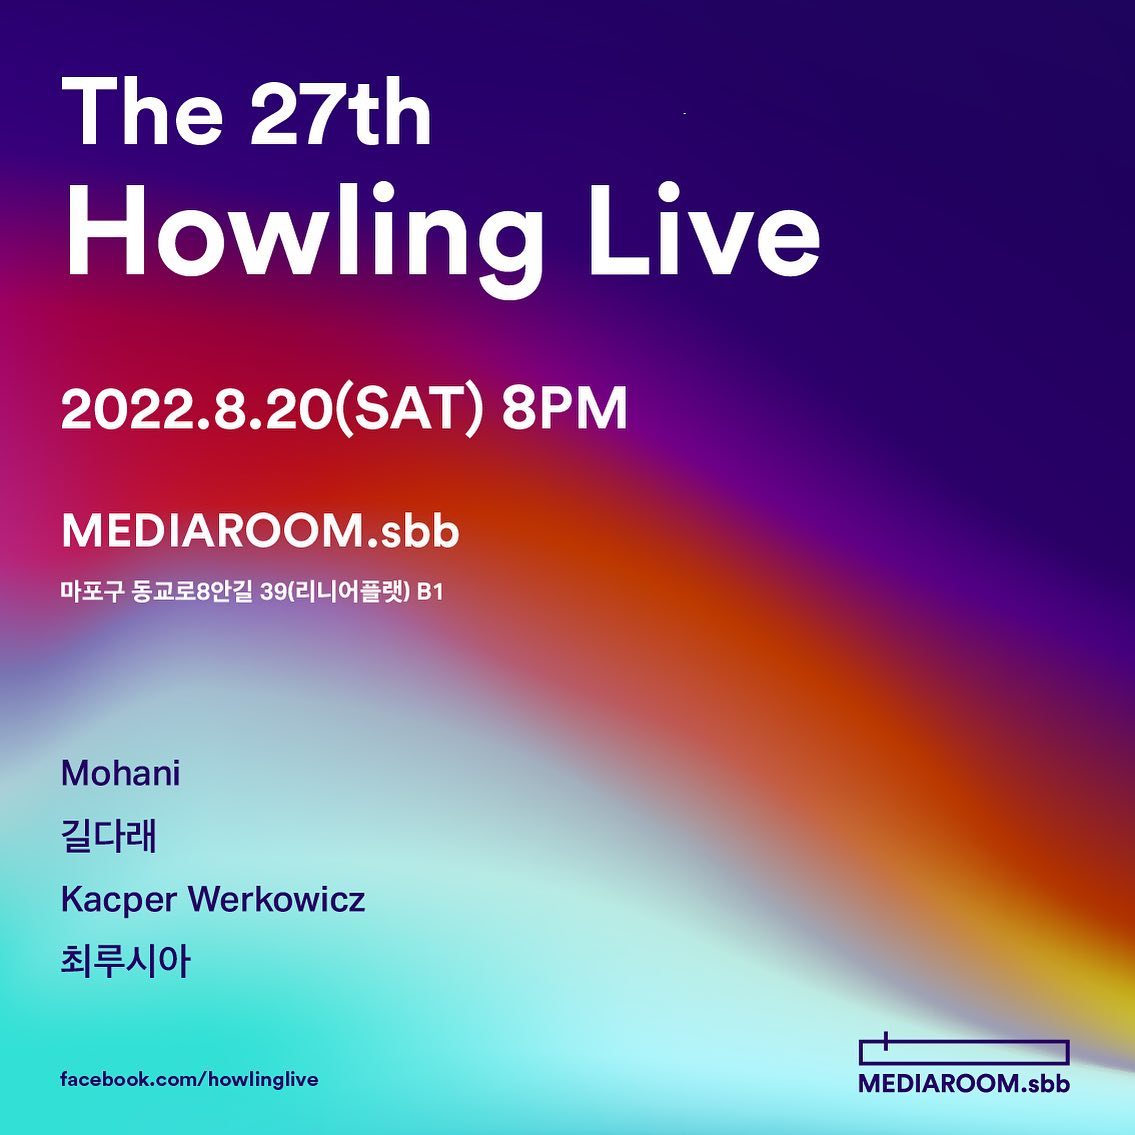 The 27th
Howling Live
2022.8.20(SAT) 8PM
MEDIAROOM.sbb
마포구 동교로8안길 39(리니어플랫) B1
Mohani
길다래
Kacper Werkowicz
최루시아
facebook.com/howlinglive
MEDIAROOM.sbb